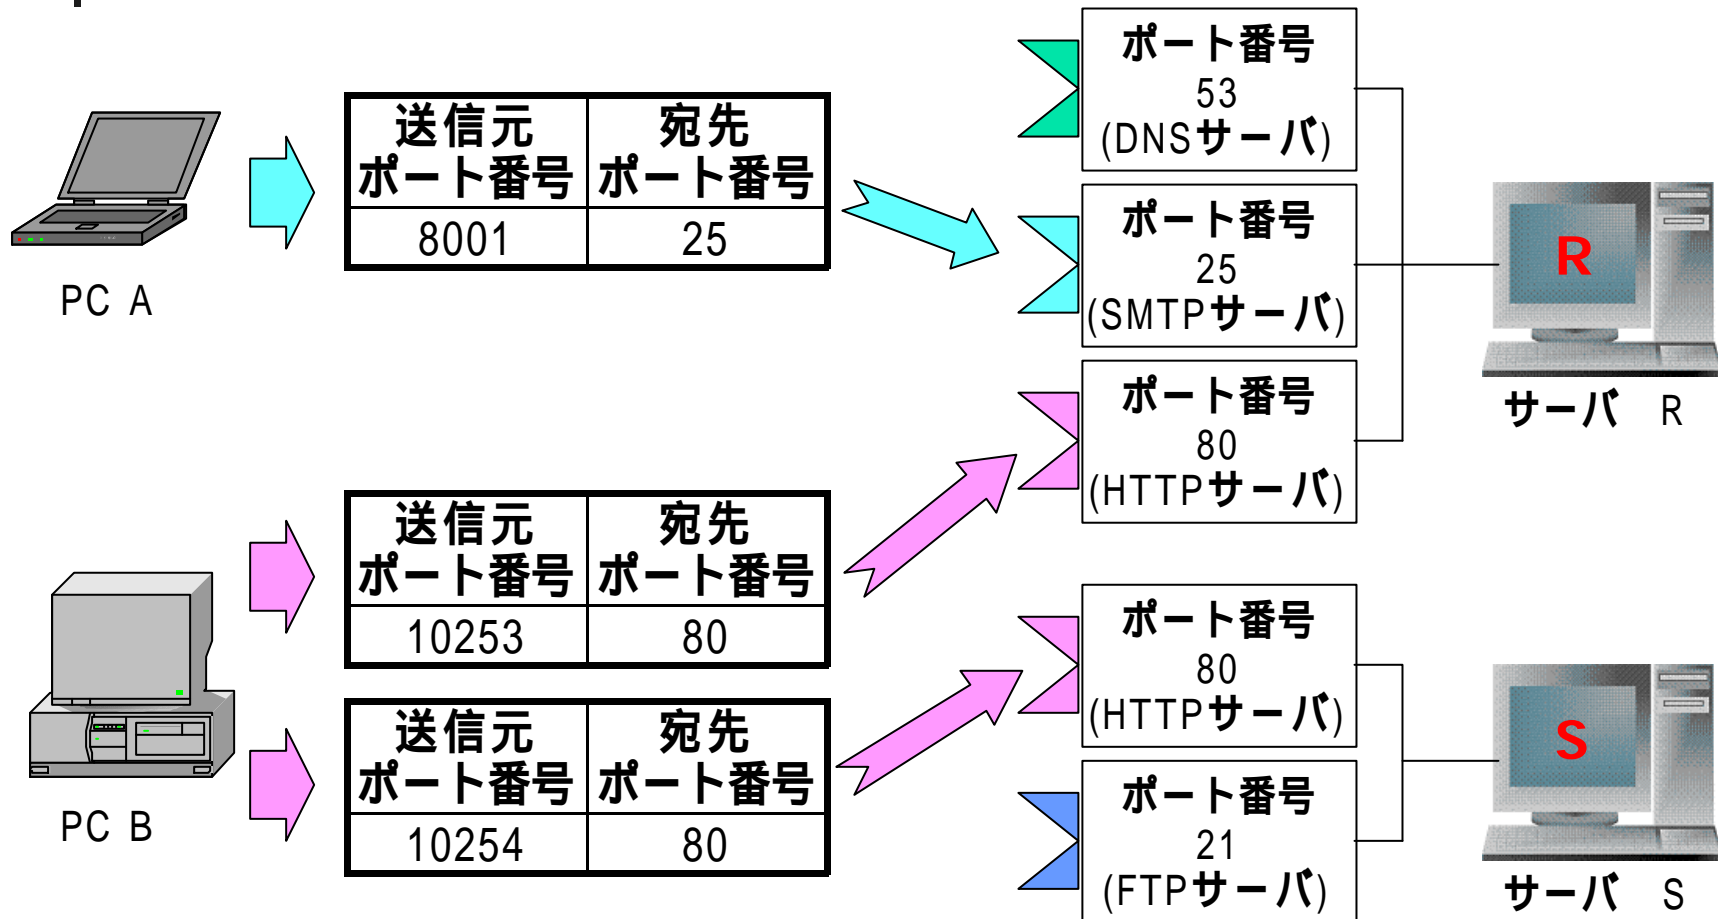 PC A
送信元
ポート番号
宛先
ポート番号
8001
25
ポート番号
53
(DNSサーバ)
ポート番号
25
(SMTPサーバ)
ポート番号
80
(HTTPサーバ)
R
サーバ R
PC B
送信元
ポート番号
宛先
ポート番号
10253
80
送信元
ポート番号
宛先
ポート番号
10254
80
ポート番号
80
(HTTPサーバ)
ポート番号
21
(FTPサーバ)
S
サーバ S